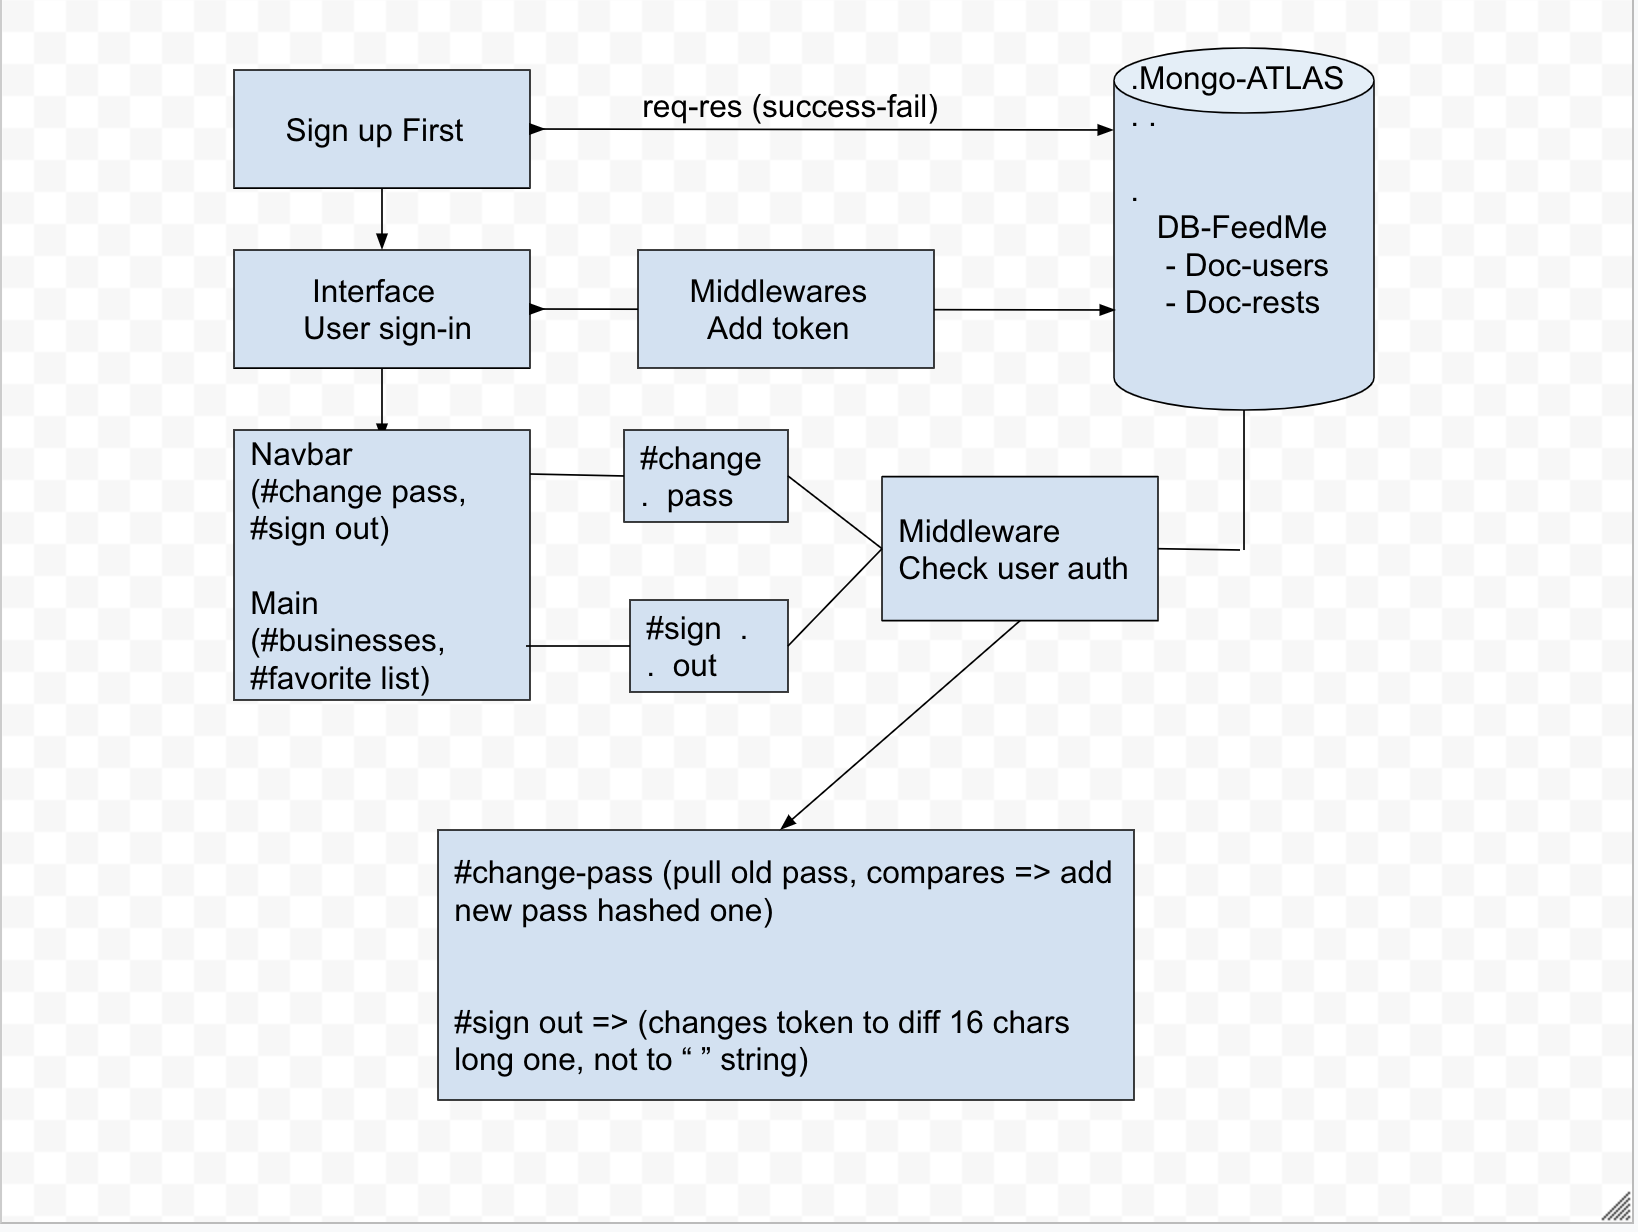 Sign up First
req-res (success-fail)
.Mongo-ATLAS
. .
.
DB-FeedMe
- Doc-users
- Doc-rests
Interface
User sign-in
Middlewares
Add token
Navbar
(#change pass,
#sign out)
Main
(#businesses,
#favorite list)
#change
.  pass
#sign  .
.  out
Middleware
Check user auth
#change-pass (pull old pass, compares => add
new pass hashed one)
#sign out => (changes token to diff 16 chars
long one, not to “ ” string)